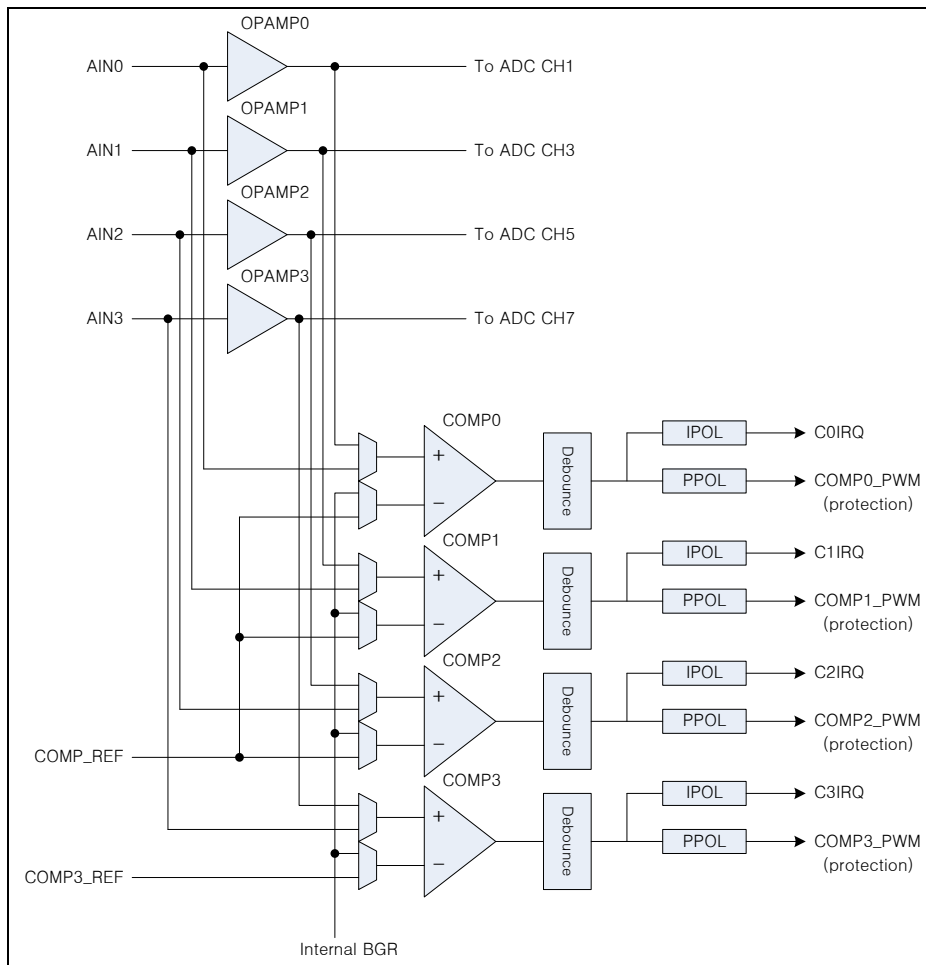 OPAMP0
AIN0
To ADC CH1
OPAMP1
AIN1
To ADC CH3
OPAMP2
AIN2
To ADC CH5
OPAMP3
AIN3
To ADC CH7
COMP0
+
−
Debounce
IPOL
C0IRQ
PPOL
COMP0_PWM
(protection)
COMP1
+
−
Debounce
IPOL
C1IRQ
PPOL
COMP1_PWM
(protection)
COMP2
+
−
Debounce
IPOL
C2IRQ
PPOL
COMP2_PWM
(protection)
COMP_REF
COMP3
+
−
Debounce
IPOL
C3IRQ
PPOL
COMP3_PWM
(protection)
COMP3_REF
Internal BGR